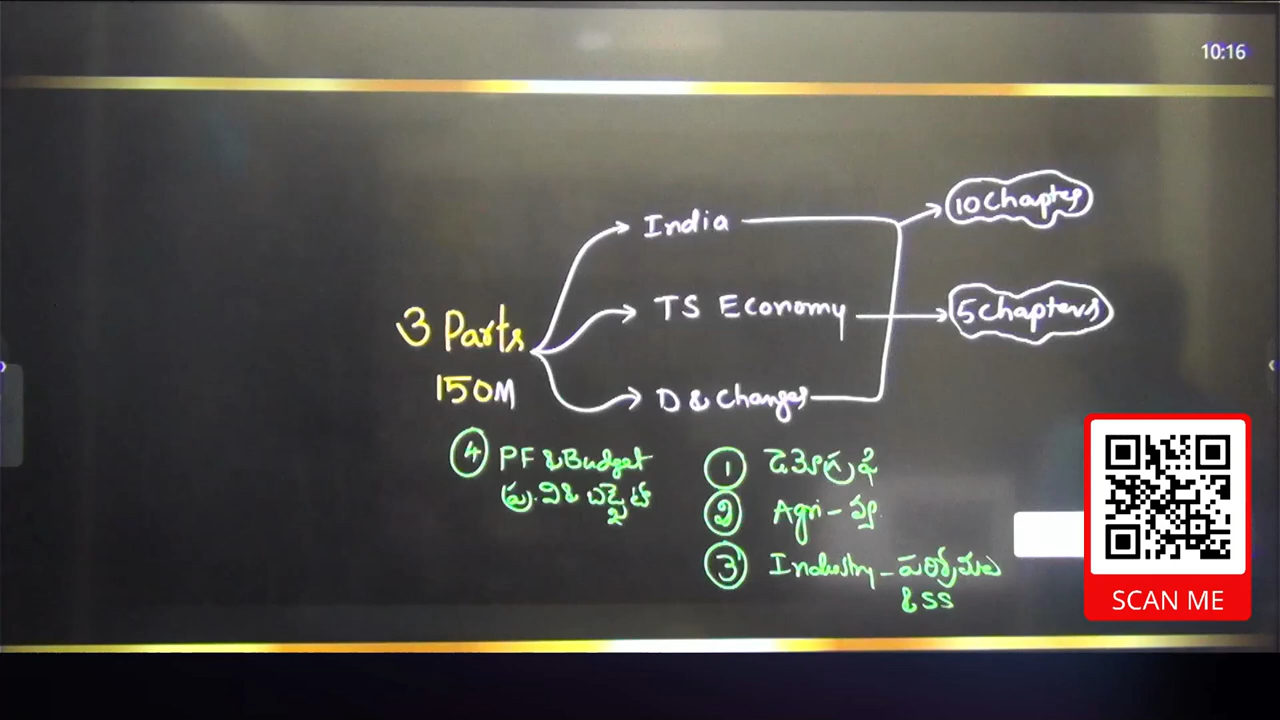 10:16
India
10 Chapters
3 Parts
TS Economy
5 Chapters
150M
D & Changes
4 PF & Budget
ప్ర. వి & బడ్జెట్
1 డెమోగ్రఫి
2 Agri - వ్య.
3 Industry - పరిశ్రమలు
& SS
SCAN ME